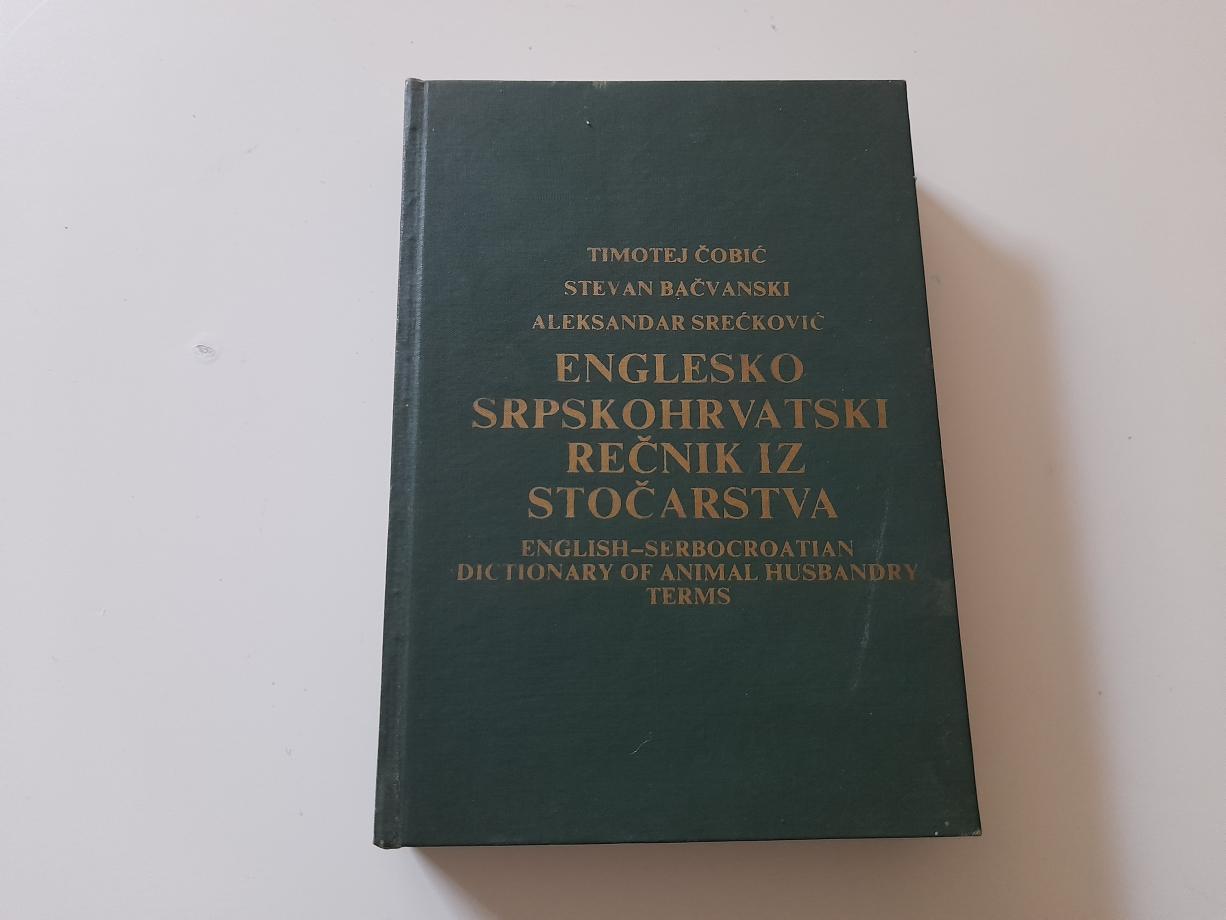 TIMOTEJ ČOBIĆ
STEVAN BAČVANSKI
ALEKSANDAR SREĆKOVIĆ
ENGLESKO
SRPSKOHRVATSKI
REČNIK IZ
STOČARSTVA
ENGLISH–SERBOCROATIAN
DICTIONARY OF ANIMAL HUSBANDRY
TERMS